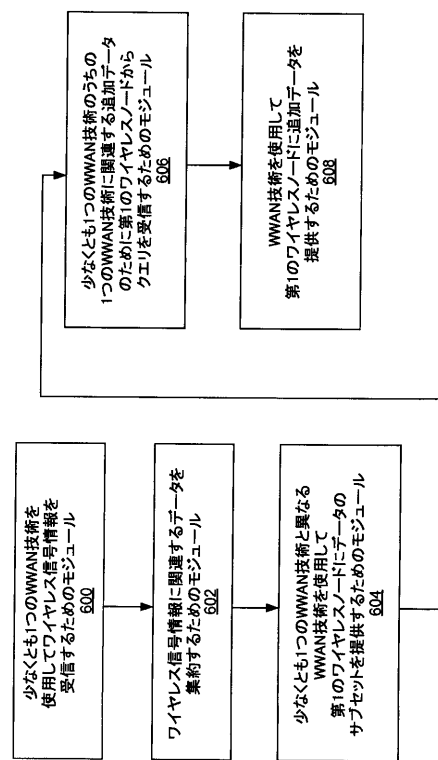 少なくとも1つのWWAN技術を
使用してワイヤレス信号情報を
受信するためのモジュール
600
ワイヤレス信号情報に関連するデータを
集約するためのモジュール
602
少なくとも1つのWWAN技術と異なる
WWAN技術を使用して
第1のワイヤレスノードにデータの
サブセットを提供するためのモジュール
604
少なくとも1つのWWAN技術のうちの
1つのWWAN技術に関連する追加データ
のために第1のワイヤレスノードから
クエリを受信するためのモジュール
606
WWAN技術を使用して
第1のワイヤレスノードに追加データを
提供するためのモジュール
608